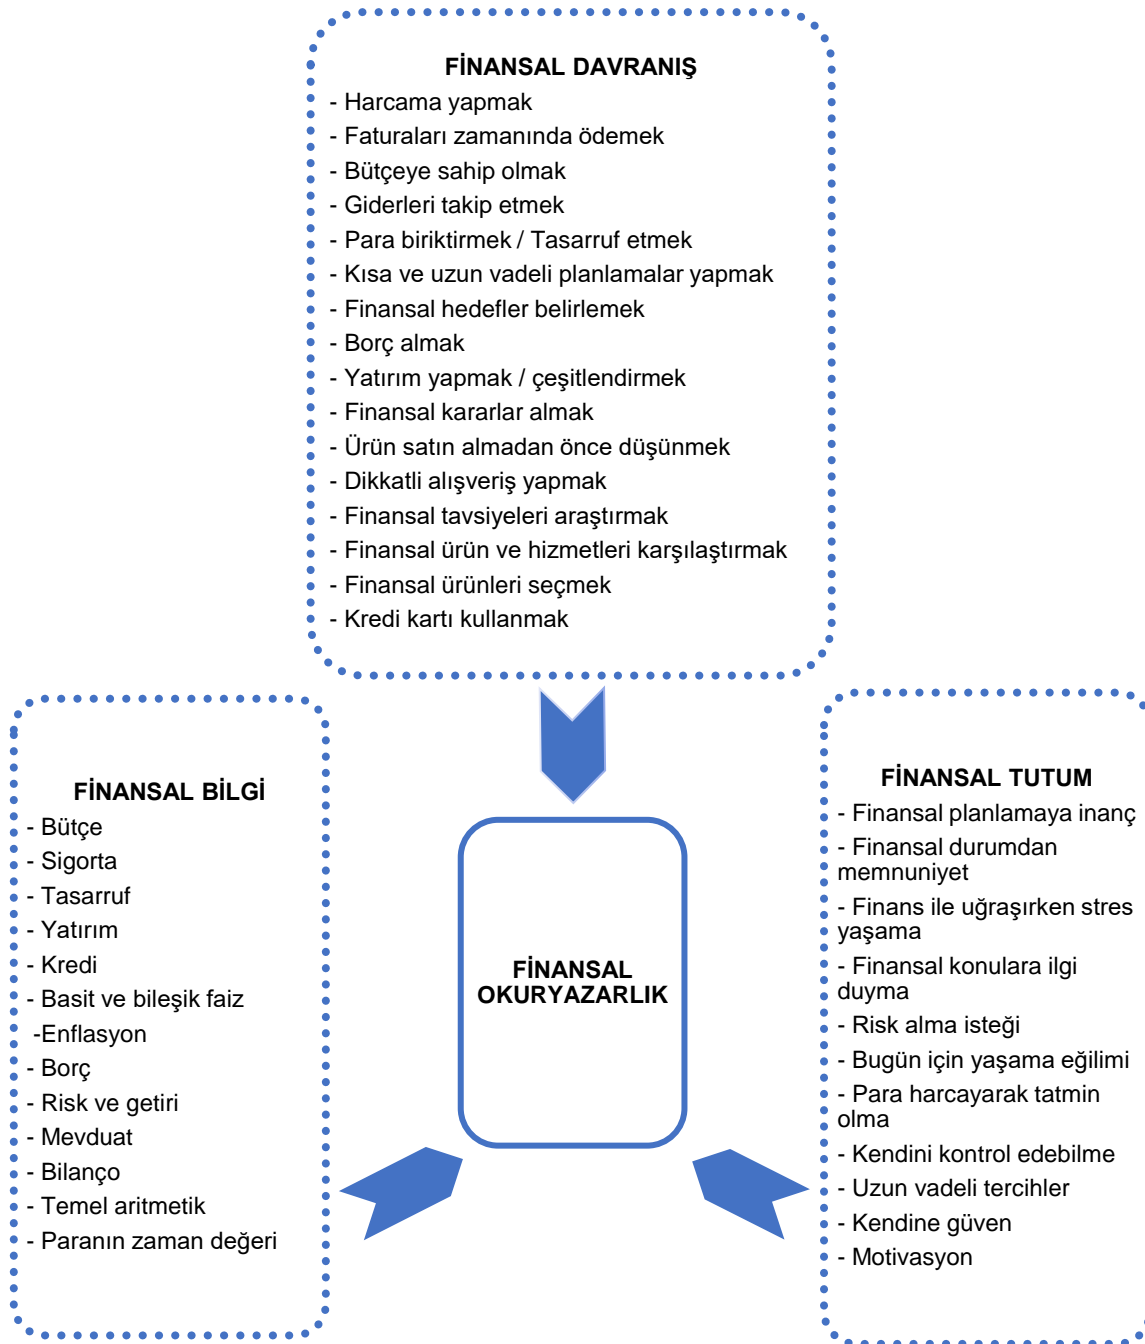 FİNANSAL DAVRANIŞ
- Harcama yapmak
- Faturaları zamanında ödemek
- Bütçeye sahip olmak
- Giderleri takip etmek
- Para biriktirmek / Tasarruf etmek
- Kısa ve uzun vadeli planlamalar yapmak
- Finansal hedefler belirlemek
- Borç almak
- Yatırım yapmak / çeşitlendirmek
- Finansal kararlar almak
- Ürün satın almadan önce düşünmek
- Dikkatli alışveriş yapmak
- Finansal tavsiyeleri araştırmak
- Finansal ürün ve hizmetleri karşılaştırmak
- Finansal ürünleri seçmek
- Kredi kartı kullanmak
FİNANSAL BİLGİ
- Bütçe
- Sigorta
- Tasarruf
- Yatırım
- Kredi
- Basit ve bileşik faiz
-Enflasyon
- Borç
- Risk ve getiri
- Mevduat
- Bilanço
- Temel aritmetik
- Paranın zaman değeri
FİNANSAL
OKURYAZARLIK
FİNANSAL TUTUM
- Finansal planlamaya inanç
- Finansal durumdan
memnuniyet
- Finans ile uğraşırken stres
yaşama
- Finansal konulara ilgi
duyma
- Risk alma isteği
- Bugün için yaşama eğilimi
- Para harcayarak tatmin
olma
- Kendini kontrol edebilme
- Uzun vadeli tercihler
- Kendine güven
- Motivasyon